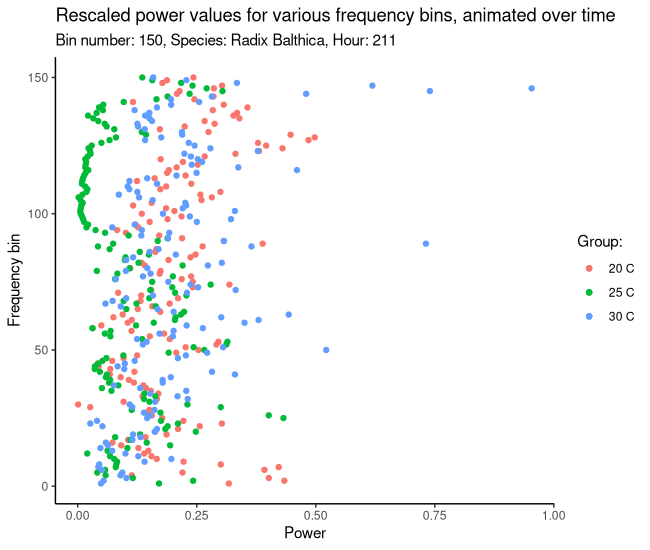 Rescaled power values for various frequency bins, animated over time
Bin number: 150, Species: Radix Balthica, Hour: 211
150
100
50
0
Frequency bin
0.00 0.25 0.50 0.75 1.00
Power
Group:
20 C
25 C
30 C